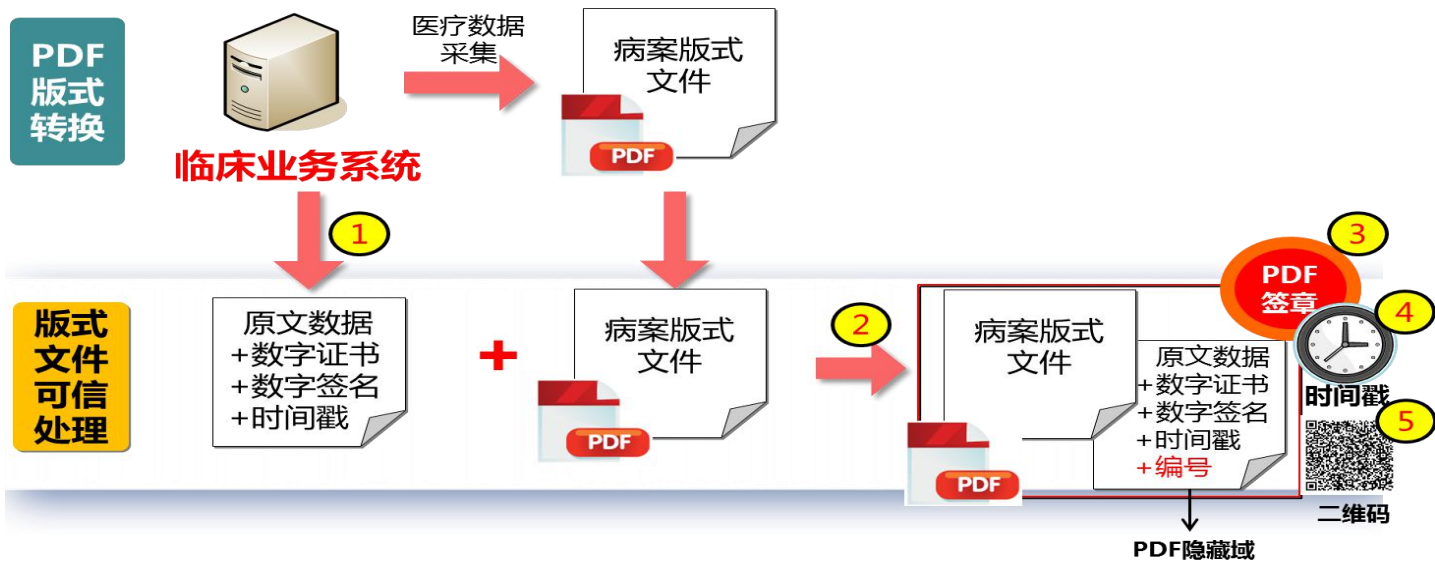 PDF
版式
转换
临床业务系统
医疗数据
采集
病案版式
文件
PDF
1
版式
文件
可信
处理
原文数据
+数字证书
+数字签名
+时间戳
+
病案版式
文件
PDF
2
病案版式
文件
PDF
原文数据
+数字证书
+数字签名
+时间戳
+编号
PDF隐藏域
PDF
签章
3
4
时间戳
5
二维码